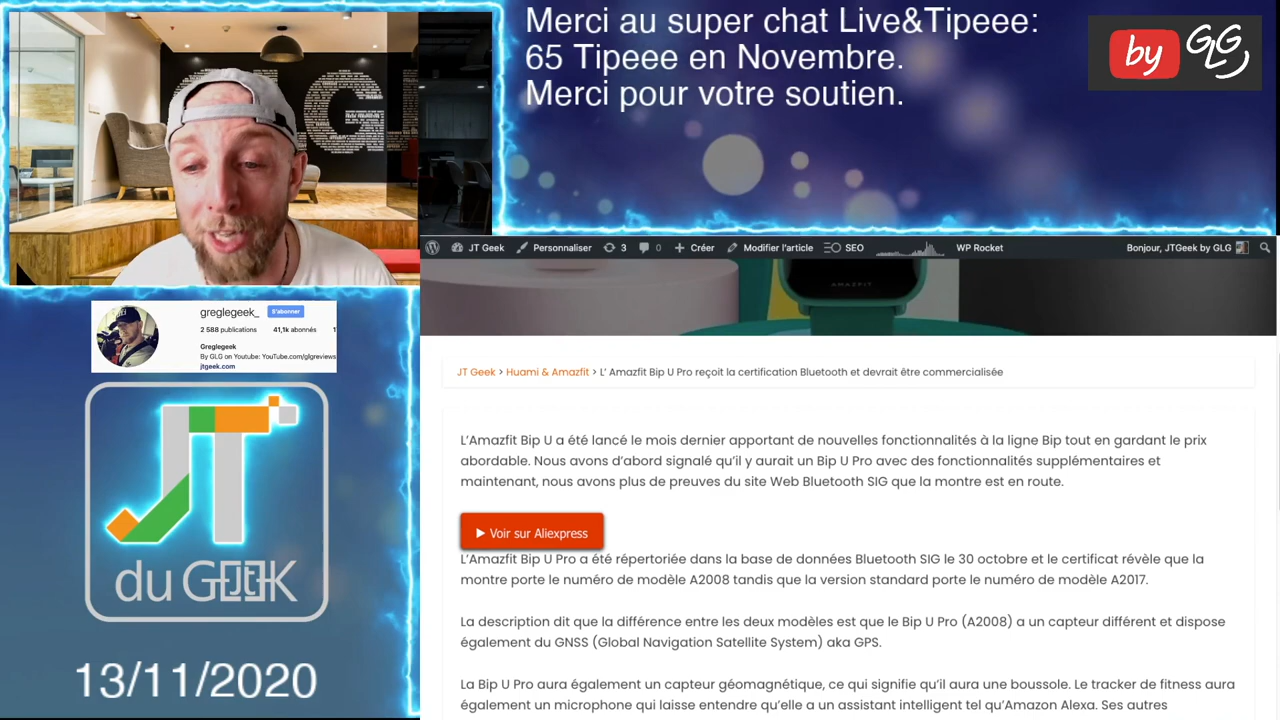 Merci au super chat Live&Tipeee:
65 Tipeee en Novembre.
Merci pour votre soutien.
by GLG
JT Geek
Personnaliser
3
0
Créer
Modifier l'article
SEO
WP Rocket
Bonjour, JTGeek by GLG
AMAZFIT
greglegeek_ S'abonner
2 588 publications 41,1k abonnés 1
Greglegeek
By GLG on Youtube: YouTube.com/glgreviews
jtgeek.com
JT
du GEEK
13/11/2020
JT Geek > Huami & Amazfit > L' Amazfit Bip U Pro reçoit la certification Bluetooth et devrait être commercialisée
L'Amazfit Bip U a été lancé le mois dernier apportant de nouvelles fonctionnalités à la ligne Bip tout en gardant le prix
abordable. Nous avons d'abord signalé qu'il y aurait un Bip U Pro avec des fonctionnalités supplémentaires et
maintenant, nous avons plus de preuves du site Web Bluetooth SIG que la montre est en route.
Voir sur Aliexpress
L'Amazfit Bip U Pro a été répertoriée dans la base de données Bluetooth SIG le 30 octobre et le certificat révèle que la
montre porte le numéro de modèle A2008 tandis que la version standard porte le numéro de modèle A2017.
La description dit que la différence entre les deux modèles est que le Bip U Pro (A2008) a un capteur différent et dispose
également du GNSS (Global Navigation Satellite System) aka GPS.
La Bip U Pro aura également un capteur géomagnétique, ce qui signifie qu'il aura une boussole. Le tracker de fitness aura
également un microphone qui laisse entendre qu'elle a un assistant intelligent tel qu'Amazon Alexa. Ses autres